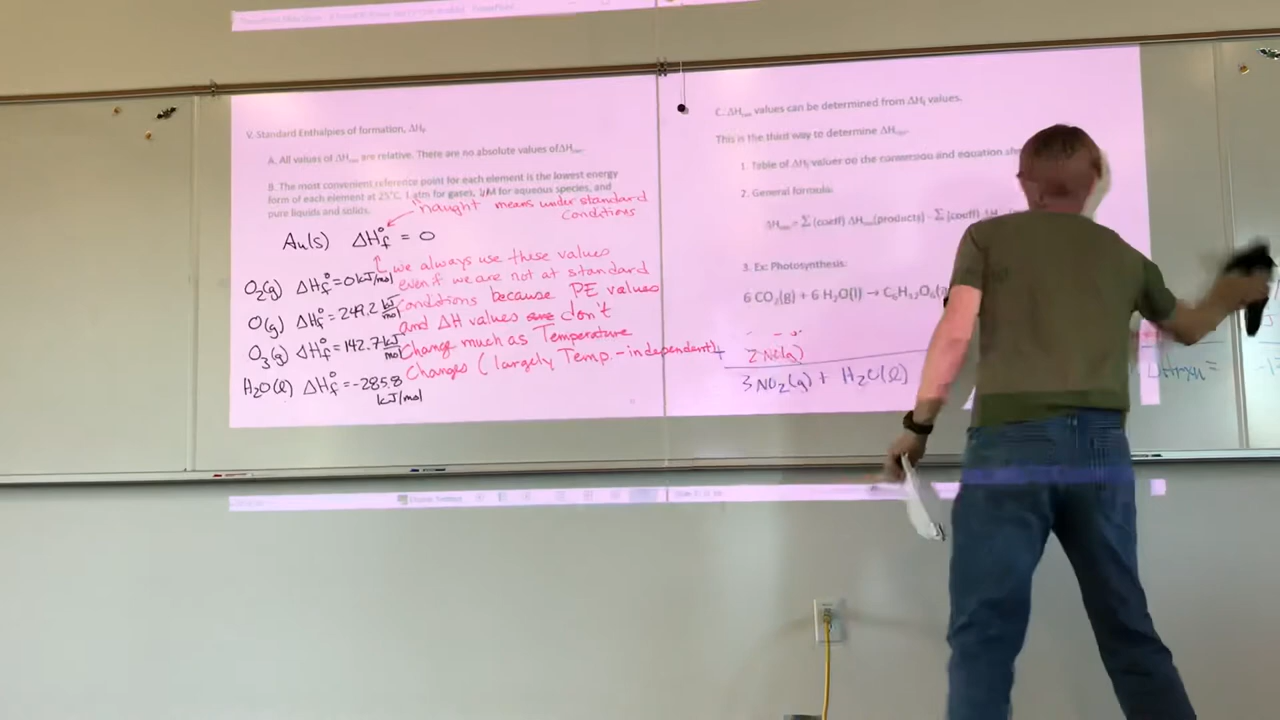 V. Standard Enthalpies of formation, ΔHf
A. All values of ΔHrxn are relative. There are no absolute values of ΔHrxn.
B. The most convenient reference point for each element is the lowest energy
form of each element at 25°C, 1 atm for gases, 1 M for aqueous species, and
pure liquids and solids.
"naught" means under standard
conditions
Au(s) ΔH°f = 0
we always use these values
even if we are not at standard
conditions because PE values
and ΔH values don't
change much as Temperature
changes (largely Temp.-independent)
O2(g) ΔH°f = 0 kJ/mol
O(g) ΔH°f = 249.2 kJ/mol
O3(g) ΔH°f = 142.7 kJ/mol
H2O(l) ΔH°f = -285.8
kJ/mol
C. ΔHrxn values can be determined from ΔHf values.
This is the third way to determine ΔHrxn.
1. Table of ΔHf values on the conversion and equation
2. General formula:
ΔHrxn = Σ (coeff) ΔHrxn(products) - Σ (coeff)
3. Ex: Photosynthesis:
6 CO2(g) + 6 H2O(l) → C6H12O6
+ 2NO(g)
3NO2(g) + H2O(l)
ΔHrxn =